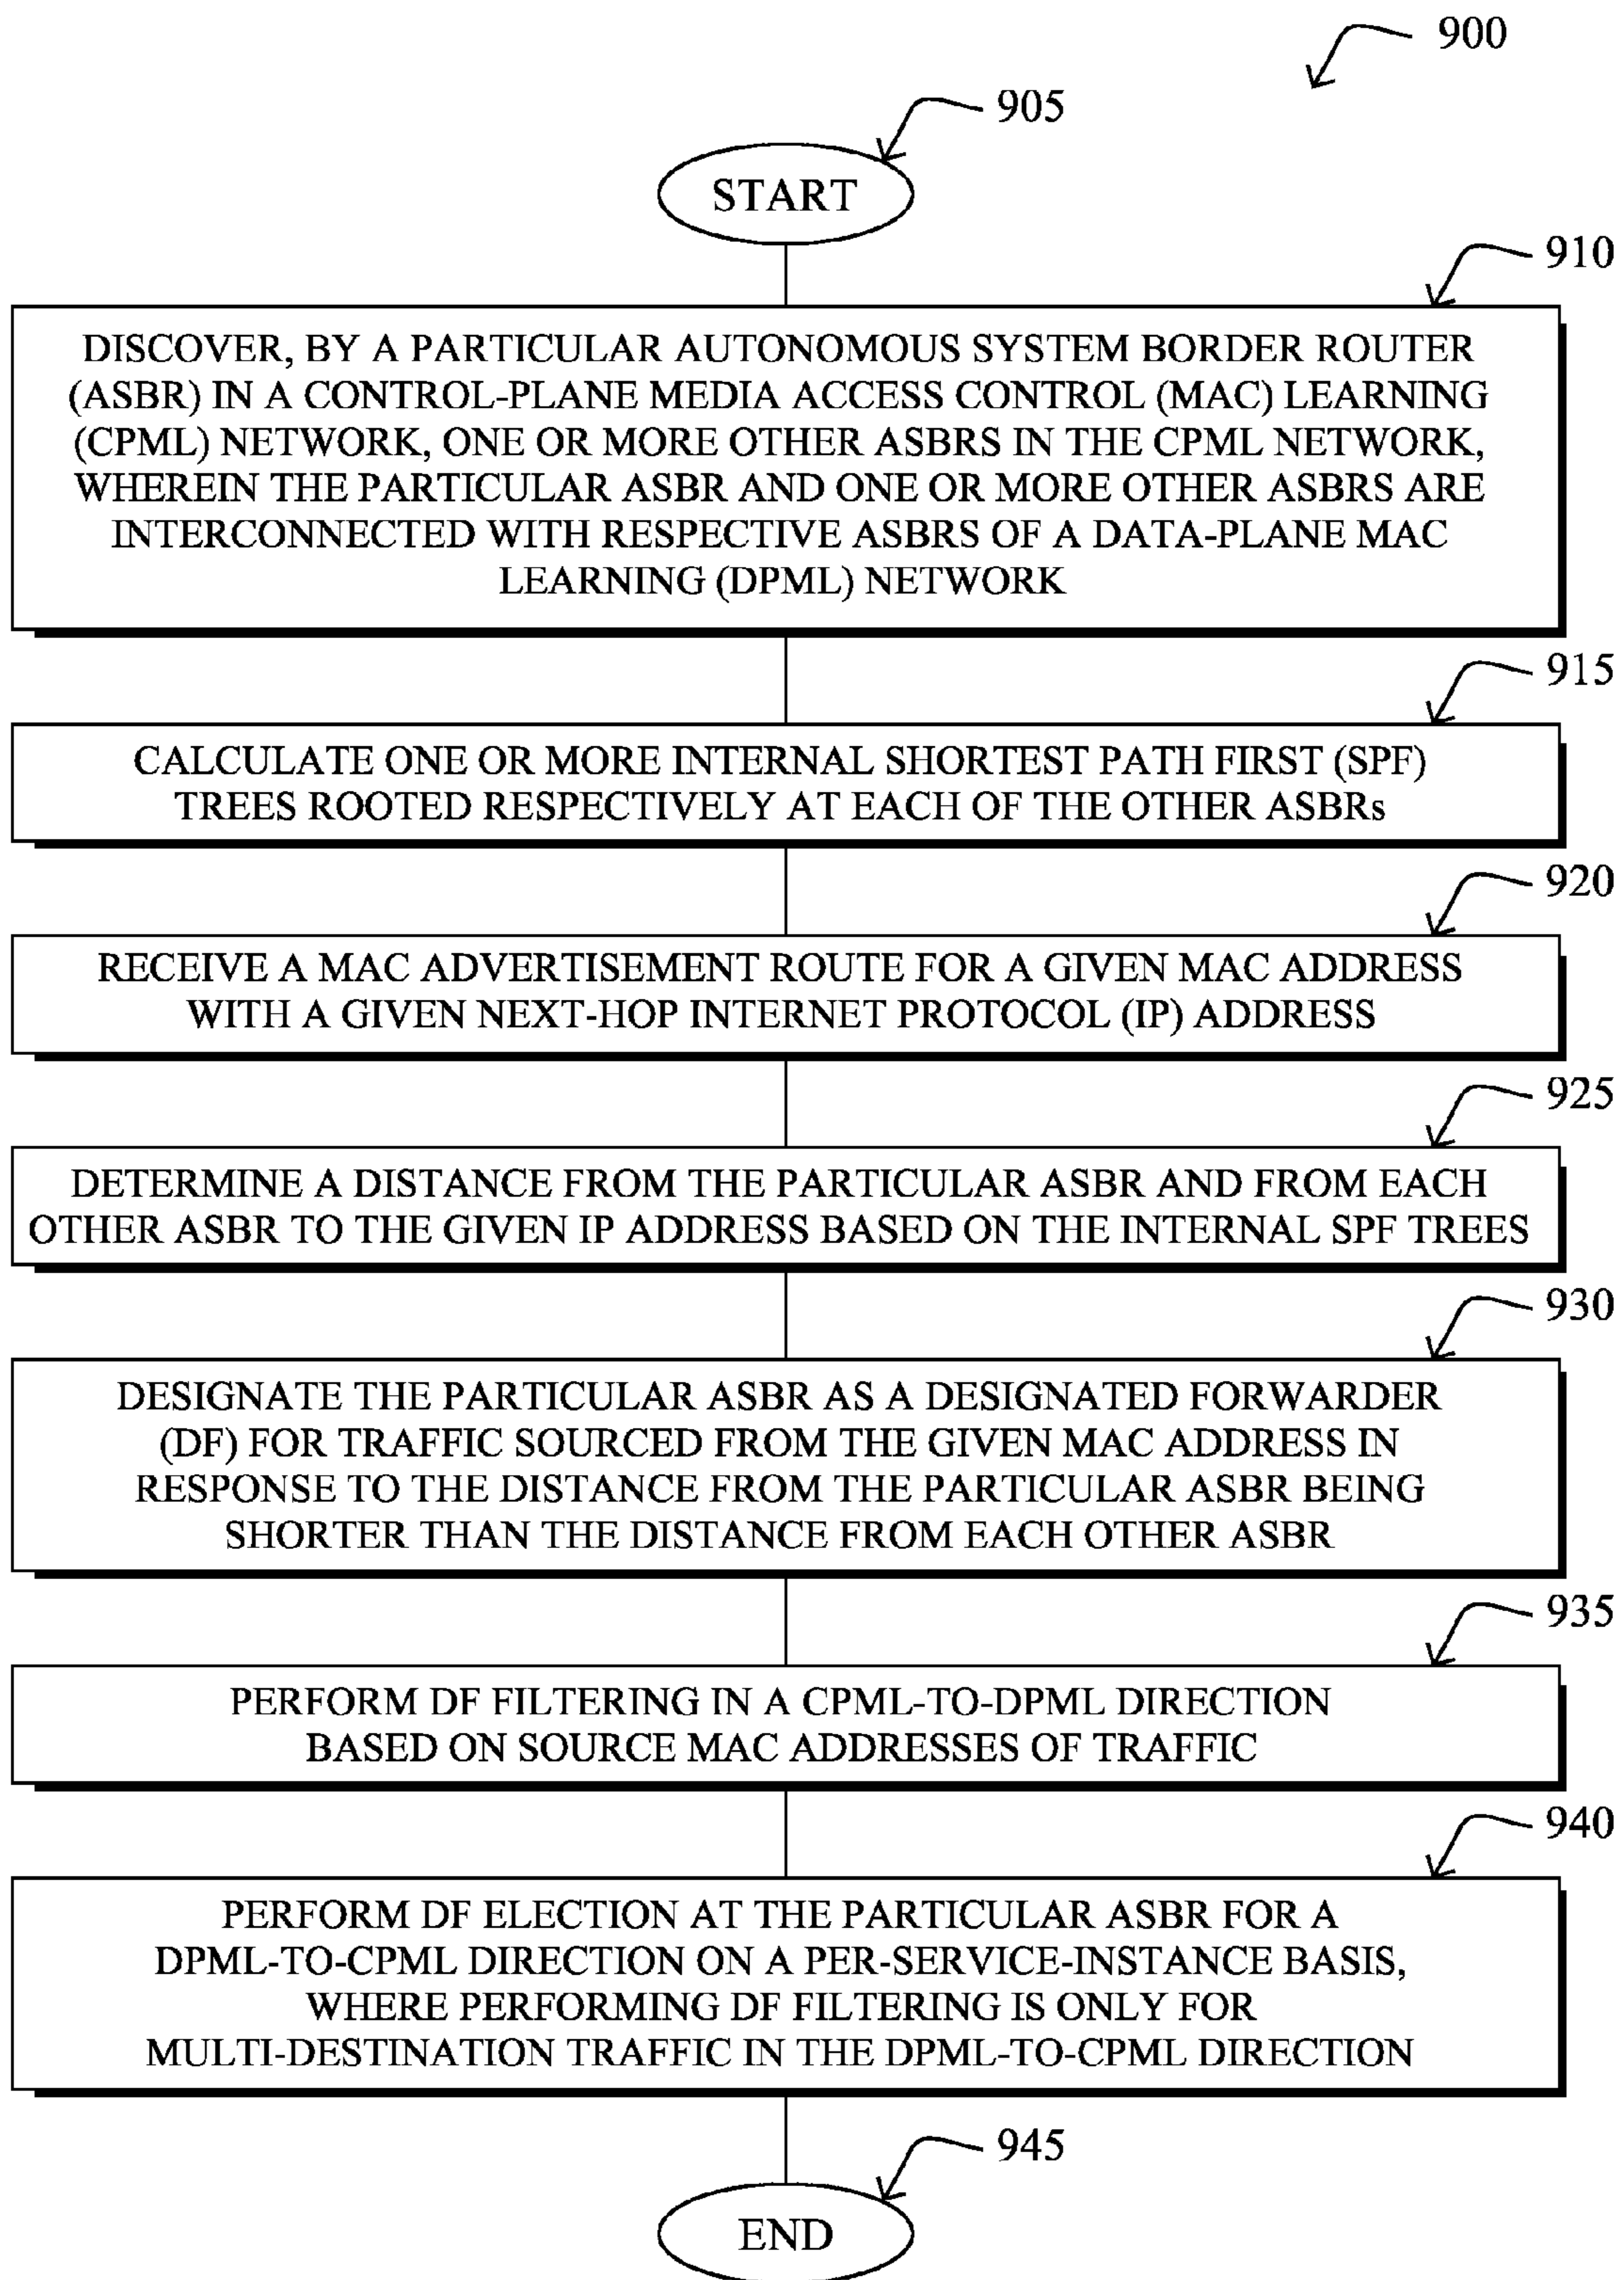 900
905
START
910
DISCOVER, BY A PARTICULAR AUTONOMOUS SYSTEM BORDER ROUTER
(ASBR) IN A CONTROL-PLANE MEDIA ACCESS CONTROL (MAC) LEARNING
(CPML) NETWORK, ONE OR MORE OTHER ASBRS IN THE CPML NETWORK,
WHEREIN THE PARTICULAR ASBR AND ONE OR MORE OTHER ASBRS ARE
INTERCONNECTED WITH RESPECTIVE ASBRS OF A DATA-PLANE MAC
LEARNING (DPML) NETWORK
915
CALCULATE ONE OR MORE INTERNAL SHORTEST PATH FIRST (SPF)
TREES ROOTED RESPECTIVELY AT EACH OF THE OTHER ASBRs
920
RECEIVE A MAC ADVERTISEMENT ROUTE FOR A GIVEN MAC ADDRESS
WITH A GIVEN NEXT-HOP INTERNET PROTOCOL (IP) ADDRESS
925
DETERMINE A DISTANCE FROM THE PARTICULAR ASBR AND FROM EACH
OTHER ASBR TO THE GIVEN IP ADDRESS BASED ON THE INTERNAL SPF TREES
930
DESIGNATE THE PARTICULAR ASBR AS A DESIGNATED FORWARDER
(DF) FOR TRAFFIC SOURCED FROM THE GIVEN MAC ADDRESS IN
RESPONSE TO THE DISTANCE FROM THE PARTICULAR ASBR BEING
SHORTER THAN THE DISTANCE FROM EACH OTHER ASBR
935
PERFORM DF FILTERING IN A CPML-TO-DPML DIRECTION
BASED ON SOURCE MAC ADDRESSES OF TRAFFIC
940
PERFORM DF ELECTION AT THE PARTICULAR ASBR FOR A
DPML-TO-CPML DIRECTION ON A PER-SERVICE-INSTANCE BASIS,
WHERE PERFORMING DF FILTERING IS ONLY FOR
MULTI-DESTINATION TRAFFIC IN THE DPML-TO-CPML DIRECTION
945
END